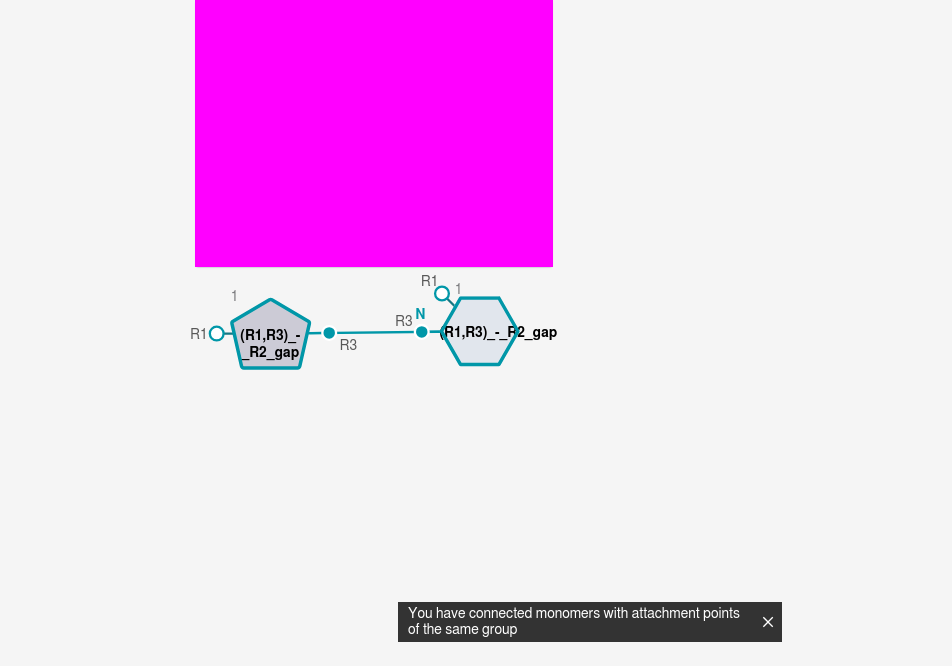 R1
1
1
N
R3
R1
(R1,R3)_-
_R2_gap
R3
(R1,R3)_-_R2_gap
You have connected monomers with attachment points
of the same group